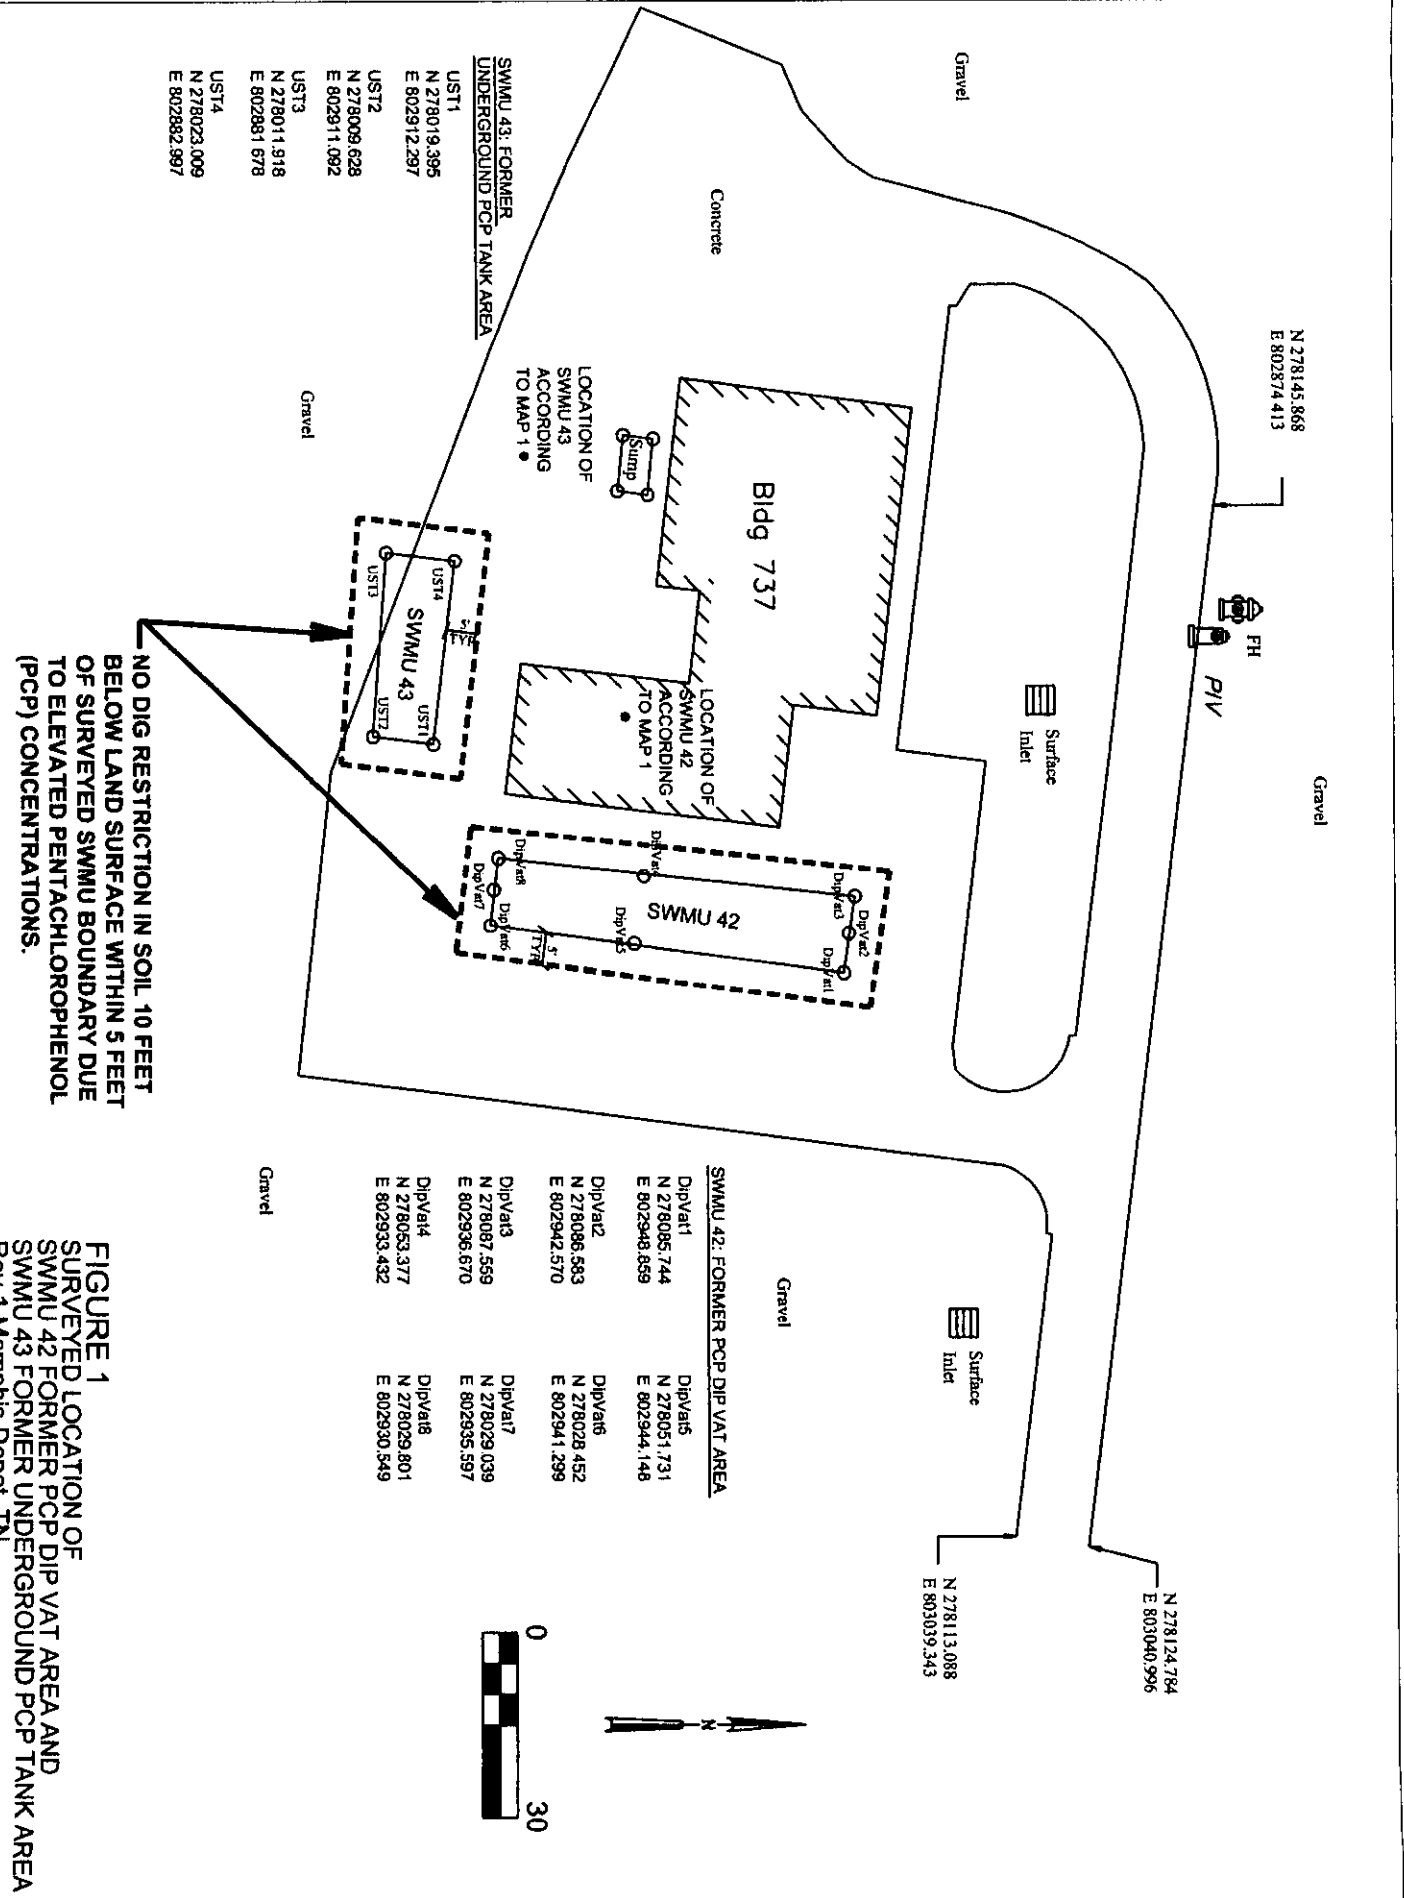 Gravel
N 278145.868
E 802874.413
FH
PIV
Gravel
Surface
Inlet
Concrete
Bldg 737
Sump
LOCATION OF
SWMU 43
ACCORDING
TO MAP 1
LOCATION OF
SWMU 42
ACCORDING
TO MAP 1
SWMU 43: FORMER
UNDERGROUND PCP TANK AREA
UST1
N 278019.395
E 802912.297
UST2
N 278009.628
E 802911.092
UST3
N 278011.918
E 802881.678
UST4
N 278023.009
E 802882.997
Gravel
UST4
UST3
SWMU 43
5'
TYP
UST1
UST2
DipVat3
DipVat2
DipVat1
DipVat4
SWMU 42
DipVat5
DipVat8
DipVat7
DipVat6
5'
TYP
NO DIG RESTRICTION IN SOIL 10 FEET
BELOW LAND SURFACE WITHIN 5 FEET
OF SURVEYED SWMU BOUNDARY DUE
TO ELEVATED PENTACHLOROPHENOL
(PCP) CONCENTRATIONS.
Gravel
Surface
Inlet
N 278124.784
E 803040.996
N 278113.088
E 803039.343
SWMU 42: FORMER PCP DIP VAT AREA
DipVat1
N 278085.744
E 802948.859
DipVat2
N 278086.583
E 802942.570
DipVat3
N 278087.559
E 802936.670
DipVat4
N 278053.377
E 802933.432
DipVat5
N 278051.731
E 802944.148
DipVat6
N 278028.452
E 802941.299
DipVat7
N 278029.039
E 802935.597
DipVat8
N 278029.801
E 802930.549
Gravel
N
0 30
FIGURE 1
SURVEYED LOCATION OF
SWMU 42 FORMER PCP DIP VAT AREA AND
SWMU 43 FORMER UNDERGROUND PCP TANK AREA
Rev. 1 Memphis Depot, TN